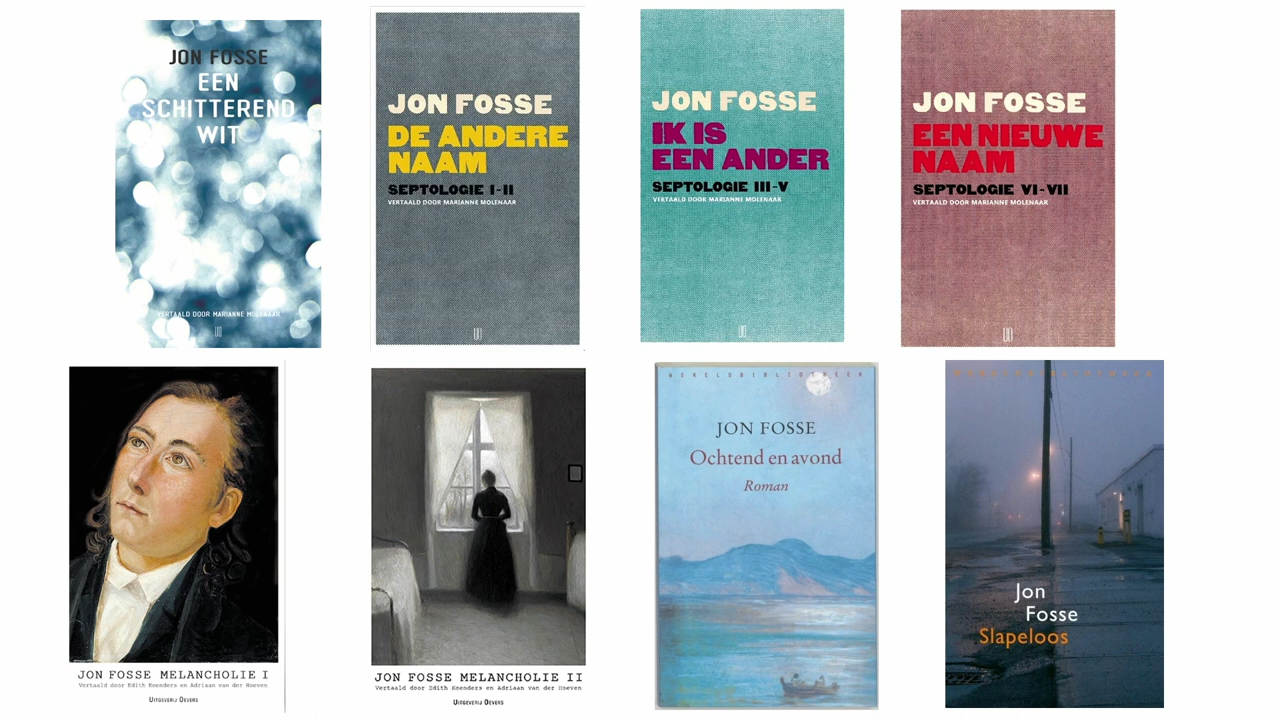 JON FOSSE
EEN
SCHITTEREND
WIT
VERTAALD DOOR MARIANNE MOLENAAR
JON FOSSE
DE ANDERE
NAAM
SEPTOLOGIE I-II
VERTAALD DOOR MARIANNE MOLENAAR
JON FOSSE
IK IS
EEN ANDER
SEPTOLOGIE III-V
VERTAALD DOOR MARIANNE MOLENAAR
JON FOSSE
EEN NIEUWE
NAAM
SEPTOLOGIE VI-VII
VERTAALD DOOR MARIANNE MOLENAAR
JON FOSSE MELANCHOLIE I
Vertaald door Edith Koenders en Adriaan van der Hoeven
UITGEVERIJ OEVERS
JON FOSSE MELANCHOLIE II
Vertaald door Edith Koenders en Adriaan van der Hoeven
UITGEVERIJ OEVERS
WERELDBIBLIOTHEEK
JON FOSSE
Ochtend en avond
Roman
Jon
Fosse
Slapeloos